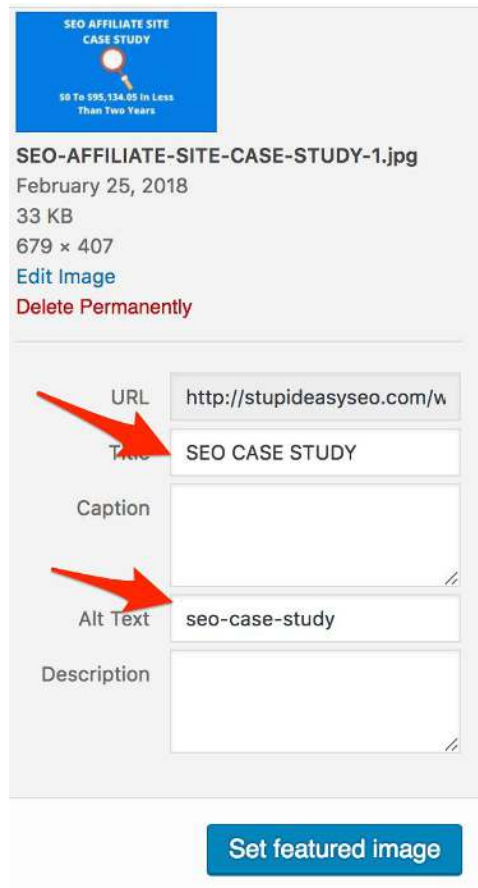 SEO AFFILIATE SITE
CASE STUDY
$0 To $95,134.05 In Less
Than Two Years
SEO-AFFILIATE-SITE-CASE-STUDY-1.jpg
February 25, 2018
33 KB
679 × 407
Edit Image
Delete Permanently
URL http://stupideasyseo.com/w
Title SEO CASE STUDY
Caption
Alt Text seo-case-study
Description
Set featured image